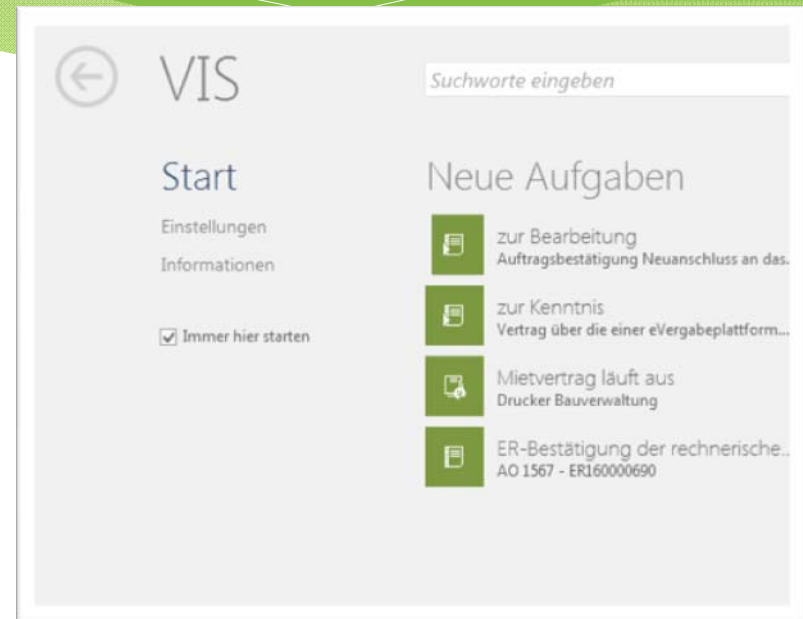 VIS
Suchworte eingeben
Start
Einstellungen
Informationen
Immer hier starten
Neue Aufgaben
zur Bearbeitung
Auftragsbestätigung Neuanschluss an das.
zur Kenntnis
Vertrag über die einer eVergabeplattform...
Mietvertrag läuft aus
Drucker Bauverwaltung
ER-Bestätigung der rechnerische..
AO 1567 - ER160000690